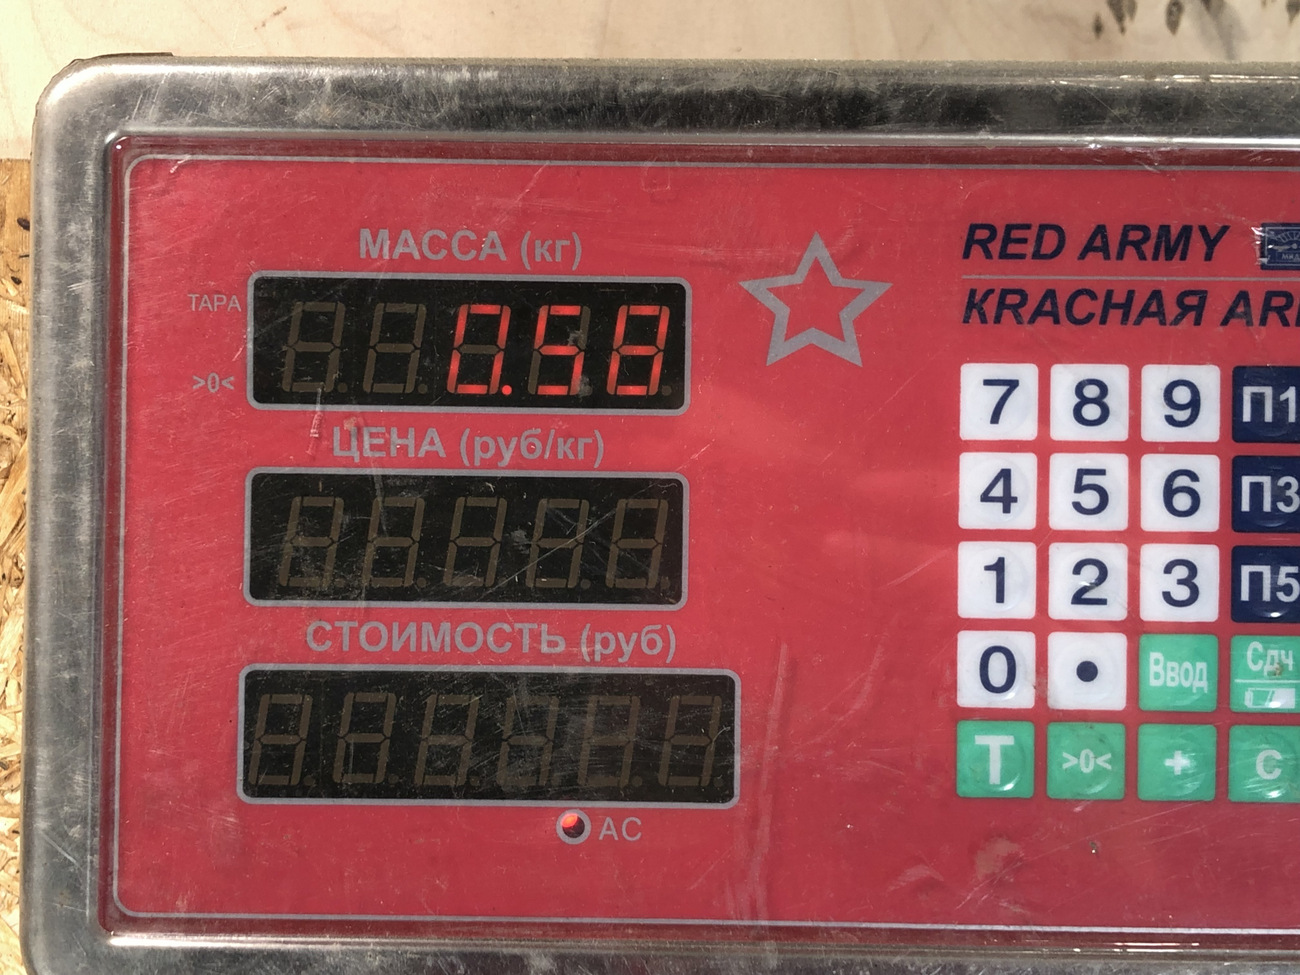 МАССА (кг)
ТАРА
0.58
>0<
ЦЕНА (руб/кг)
СТОИМОСТЬ (руб)
AC
RED ARMY
KRACHAЯ AR
7 8 9 П1
4 5 6 П3
1 2 3 П5
0 • Ввод Сдч
T >0< + c